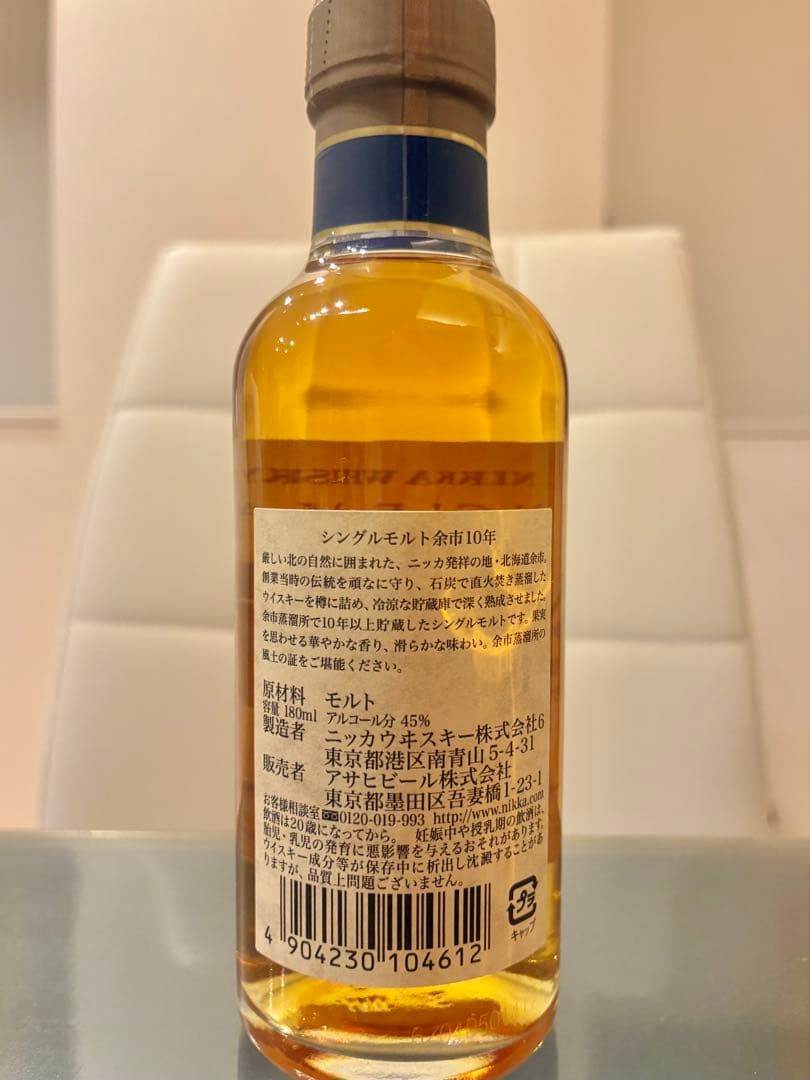 NIKKA WHISKY
シングルモルト余市10年
厳しい北の自然に囲まれた、ニッカ発祥の地・北海道余市。
創業当時の伝統を頑なに守り、石炭で直火焚き蒸溜した
ウイスキーを樽に詰め、冷涼な貯蔵庫で深く熟成させました。
余市蒸溜所で10年以上貯蔵したシングルモルトです。果実
を思わせる華やかな香り、滑らかな味わい。余市蒸溜所の
風土の証をご堪能ください。
原材料 モルト
容量 180ml アルコール分 45%
製造者 ニッカウヰスキー株式会社6
東京都港区南青山5-4-31
販売者 アサヒビール株式会社
東京都墨田区吾妻橋1-23-1
お客様相談室 0120-019-993 http://www.nikka.com
飲酒は20歳になってから。 妊娠中や授乳期の飲酒は、
胎児・乳児の発育に悪影響を与えるおそれがあります。
ウイスキー成分等が保存中に析出し沈澱することがあ
りますが、品質上問題ございません。
4 904230 104612
プラ
キャップ